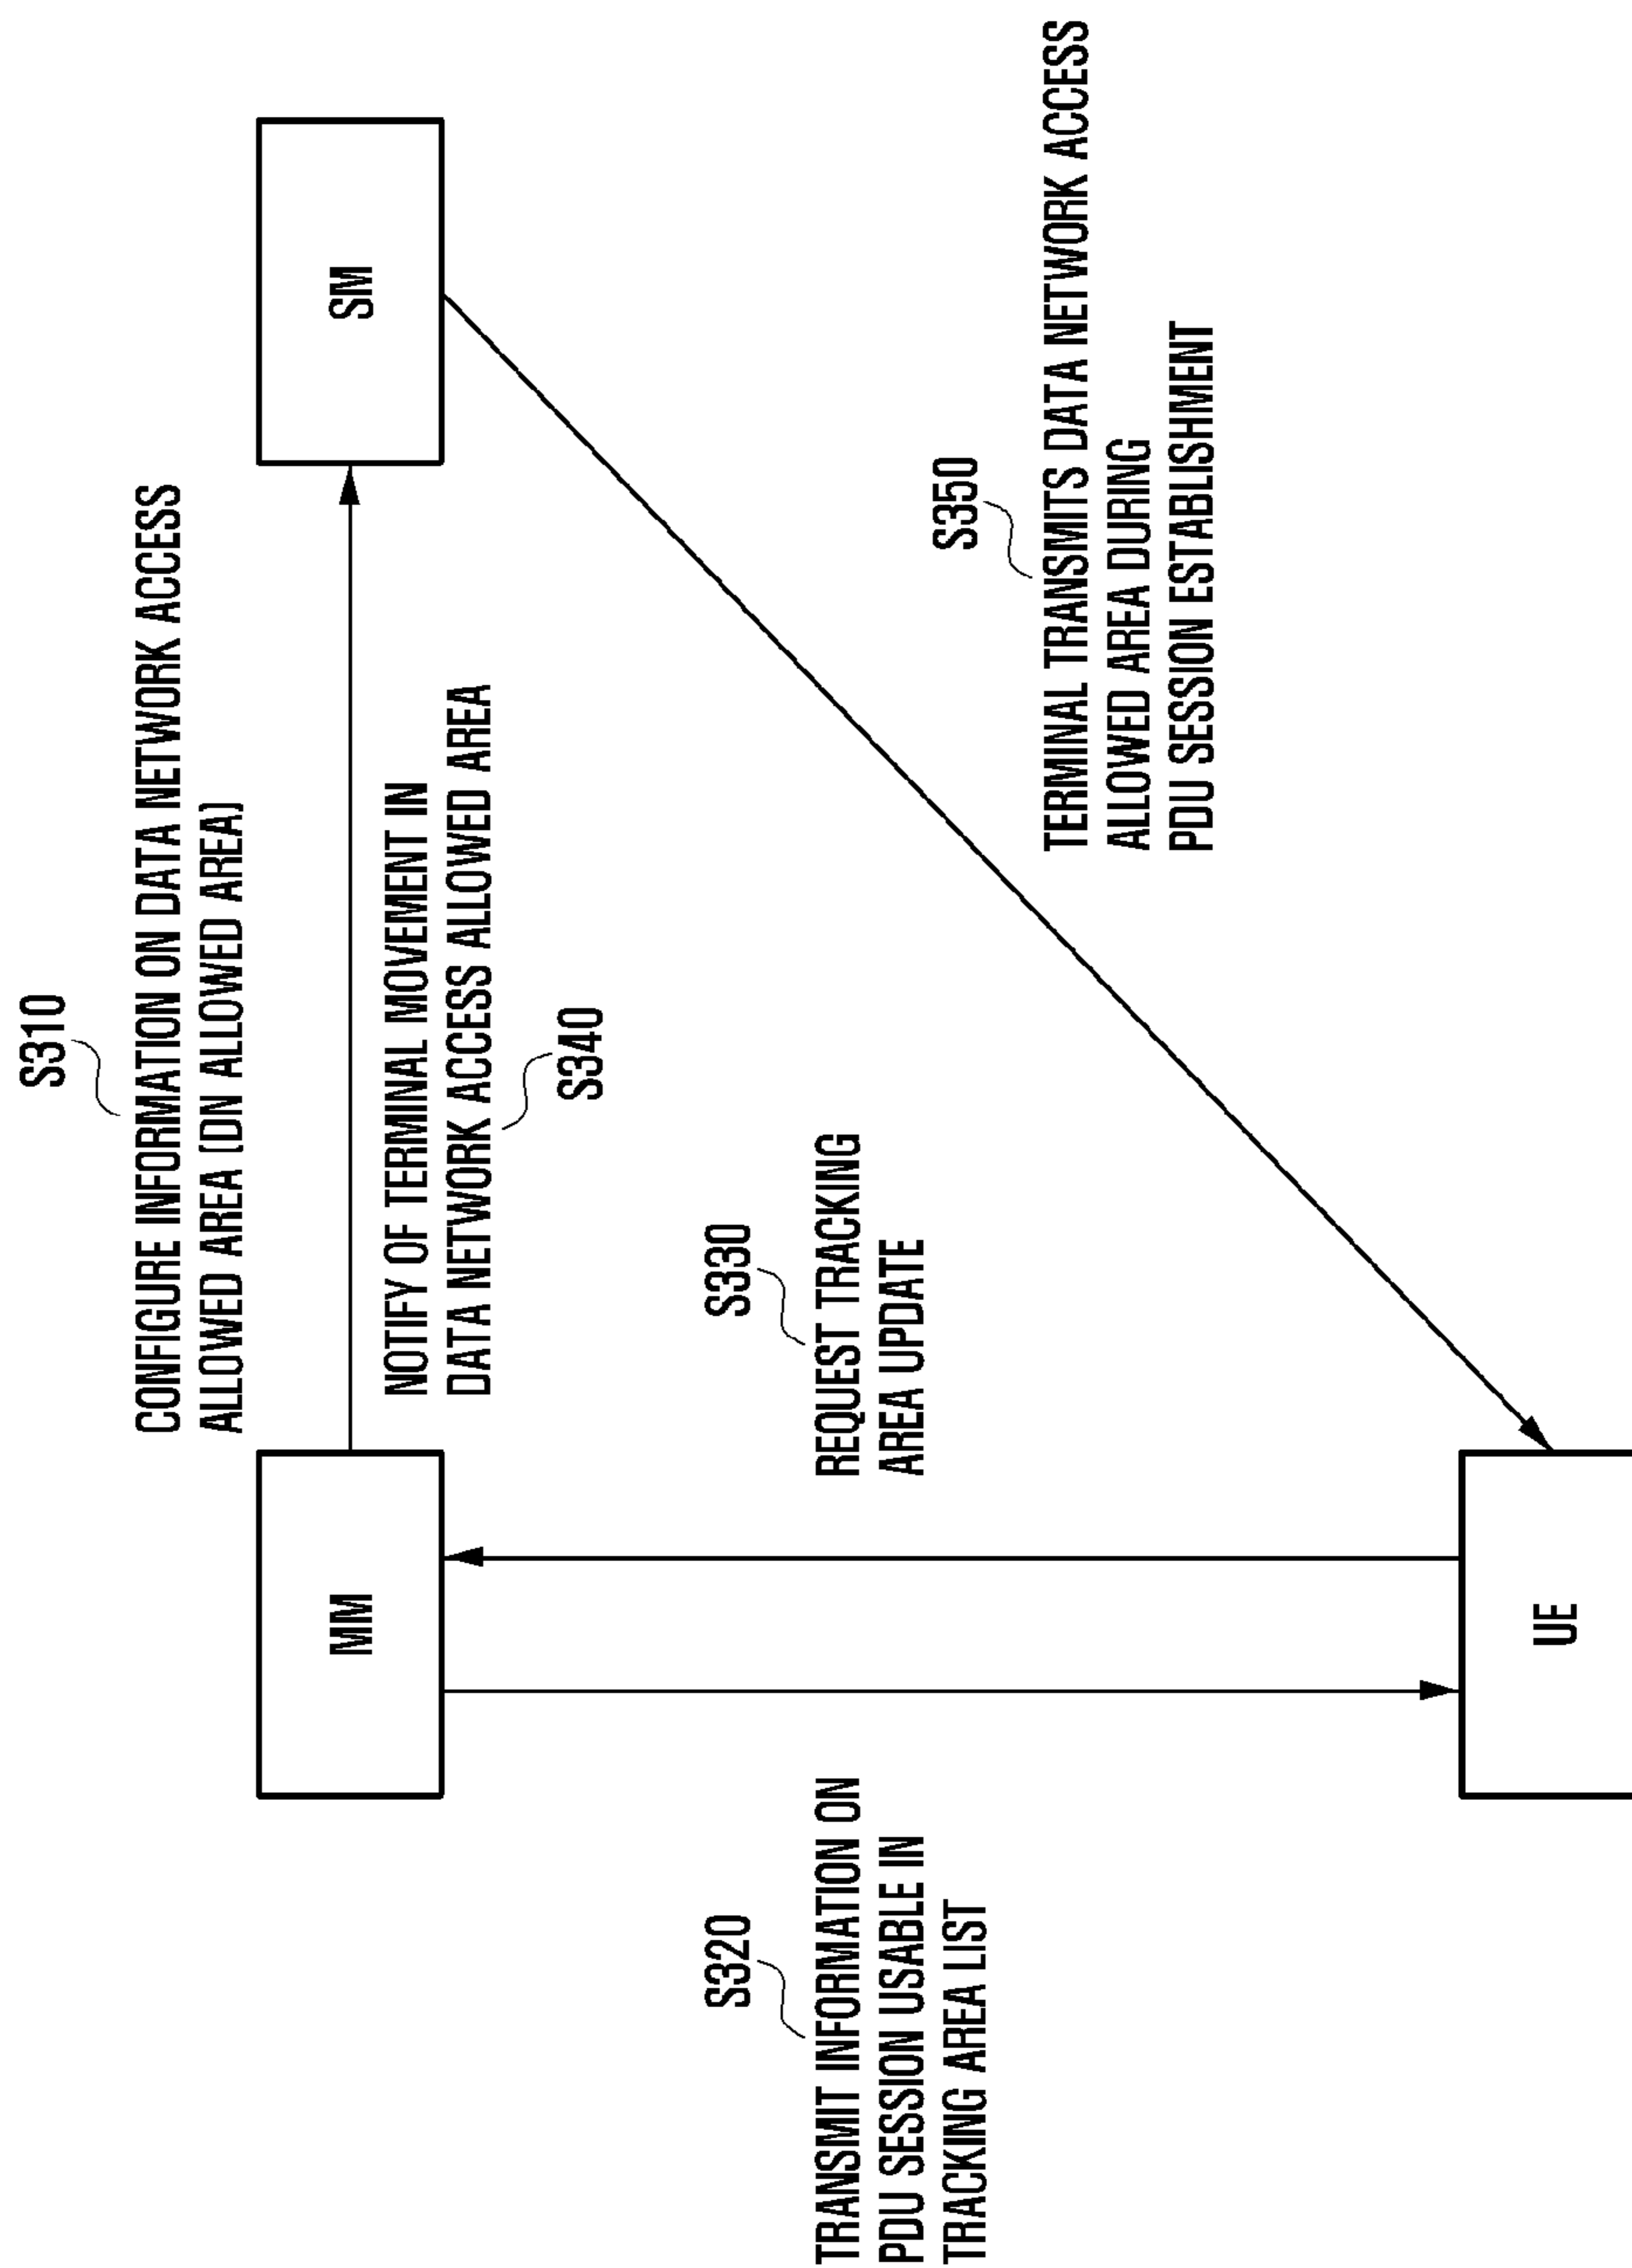 S310
CONFIGURE INFORMATION ON DATA NETWORK ACCESS
ALLOWED AREA (DN ALLOWED AREA)
MM
SM
NOTIFY OF TERMINAL MOVEMENT IN
DATA NETWORK ACCESS ALLOWED AREA
S340
S320
TRANSMIT INFORMATION ON
PDU SESSION USABLE IN
TRACKING AREA LIST
S330
REQUEST TRACKING
AREA UPDATE
S350
TERMINAL TRANSMITS DATA NETWORK ACCESS
ALLOWED AREA DURING
PDU SESSION ESTABLISHMENT
UE